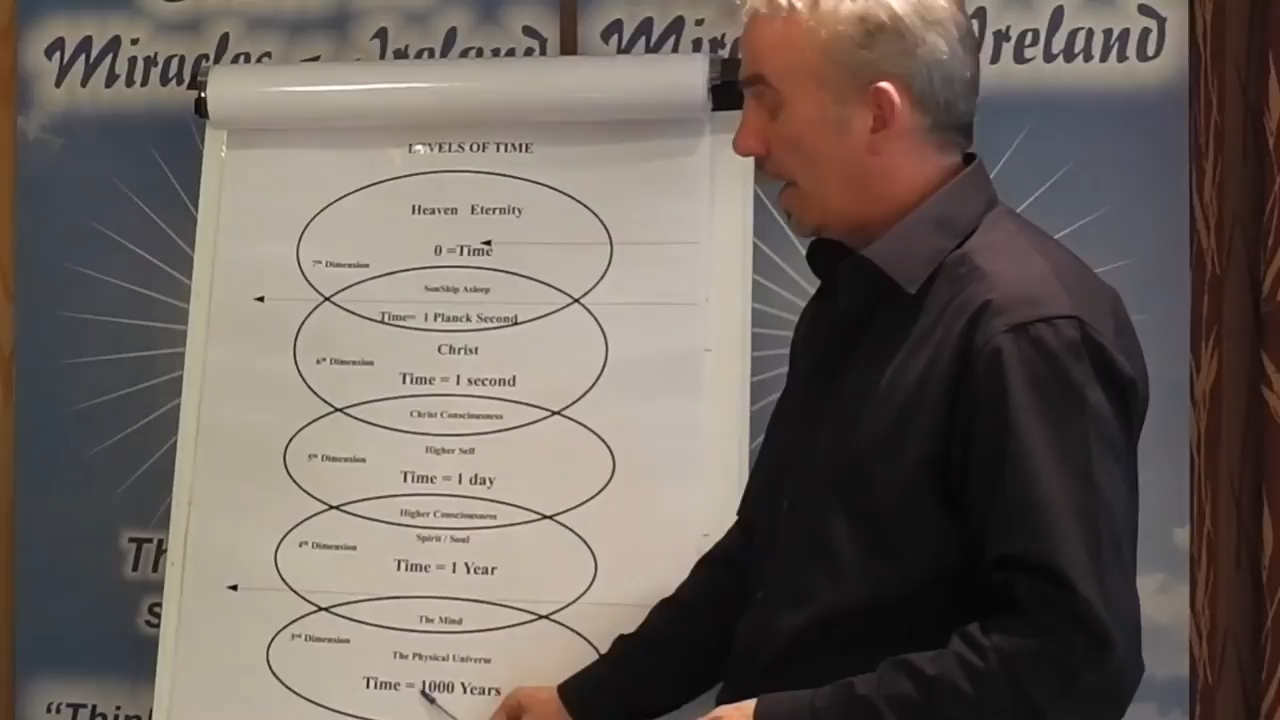 Miracles - Ireland
Ireland
LEVELS OF TIME
Heaven Eternity
0 =Time
7th Dimension
SonShip Asleep
Time= 1 Planck Second
Christ
6th Dimension
Time = 1 second
Christ Consciousness
Higher Self
5th Dimension
Time = 1 day
Higher Consciousness
Spirit / Soul
4th Dimension
Time = 1 Year
The Mind
3rd Dimension
The Physical Universe
Time = 1000 Years